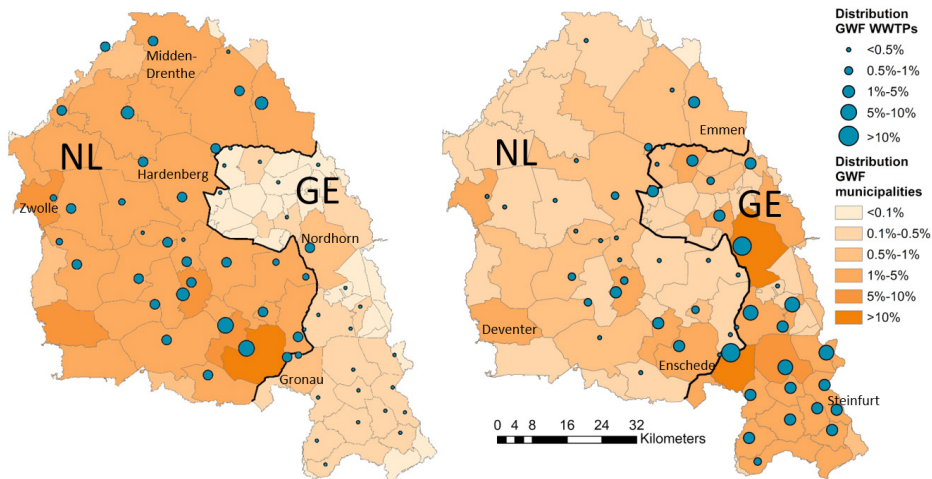 Midden-
Drenthe
NL
Hardenberg
GE
Zwolle
Nordhorn
Gronau
NL
Emmen
GE
Deventer
Enschede
Steinfurt
0 4 8 16 24 32
Kilometers
Distribution
GWF WWTPs
<0.5%
0.5%-1%
1%-5%
5%-10%
>10%
Distribution
GWF
municipalities
<0.1%
0.1%-0.5%
0.5%-1%
1%-5%
5%-10%
>10%